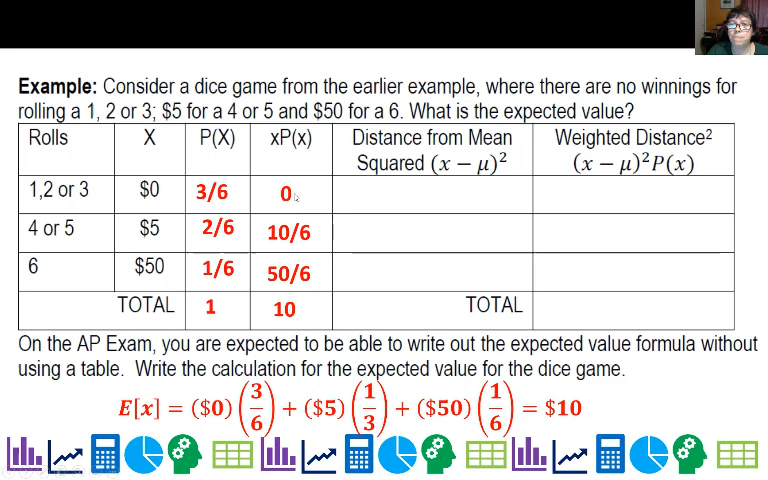 Example: Consider a dice game from the earlier example, where there are no winnings for
rolling a 1, 2 or 3; $5 for a 4 or 5 and $50 for a 6. What is the expected value?
Rolls X P(X) xP(x) Distance from Mean Squared (x − μ)² Weighted Distance² (x − μ)²P(x)
1,2 or 3 $0 3/6 0
4 or 5 $5 2/6 10/6
6 $50 1/6 50/6
TOTAL 1 10 TOTAL
On the AP Exam, you are expected to be able to write out the expected value formula without
using a table. Write the calculation for the expected value for the dice game.
E[x] = ($0)(3/6) + ($5)(1/3) + ($50)(1/6) = $10